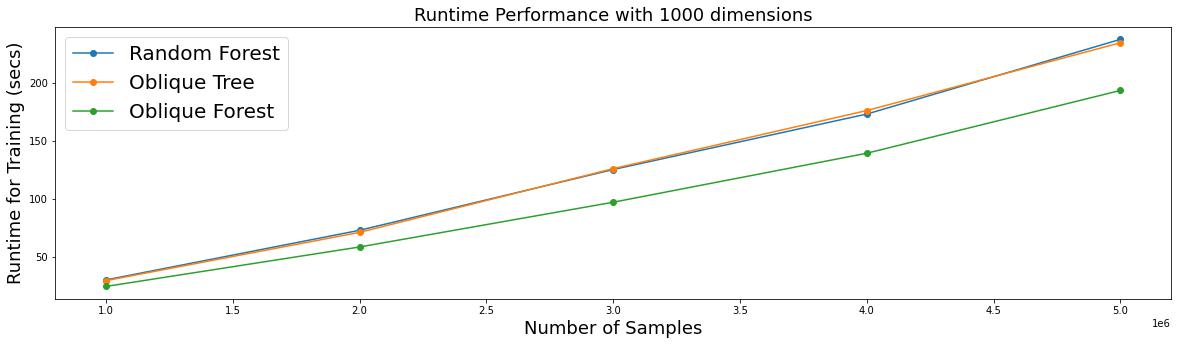 Runtime Performance with 1000 dimensions
Runtime for Training (secs)
200
150
100
50
Random Forest
Oblique Tree
Oblique Forest
1.0 1.5 2.0 2.5 3.0 3.5 4.0 4.5 5.0
1e6
Number of Samples